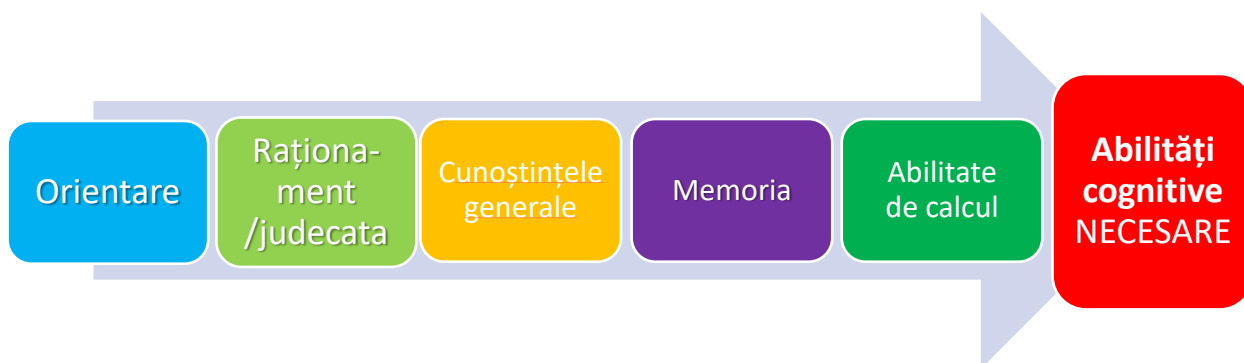 Orientare
Raționa-
ment
/judecata
Cunoștințele
generale
Memoria
Abilitate
de calcul
Abilități
cognitive
NECESARE